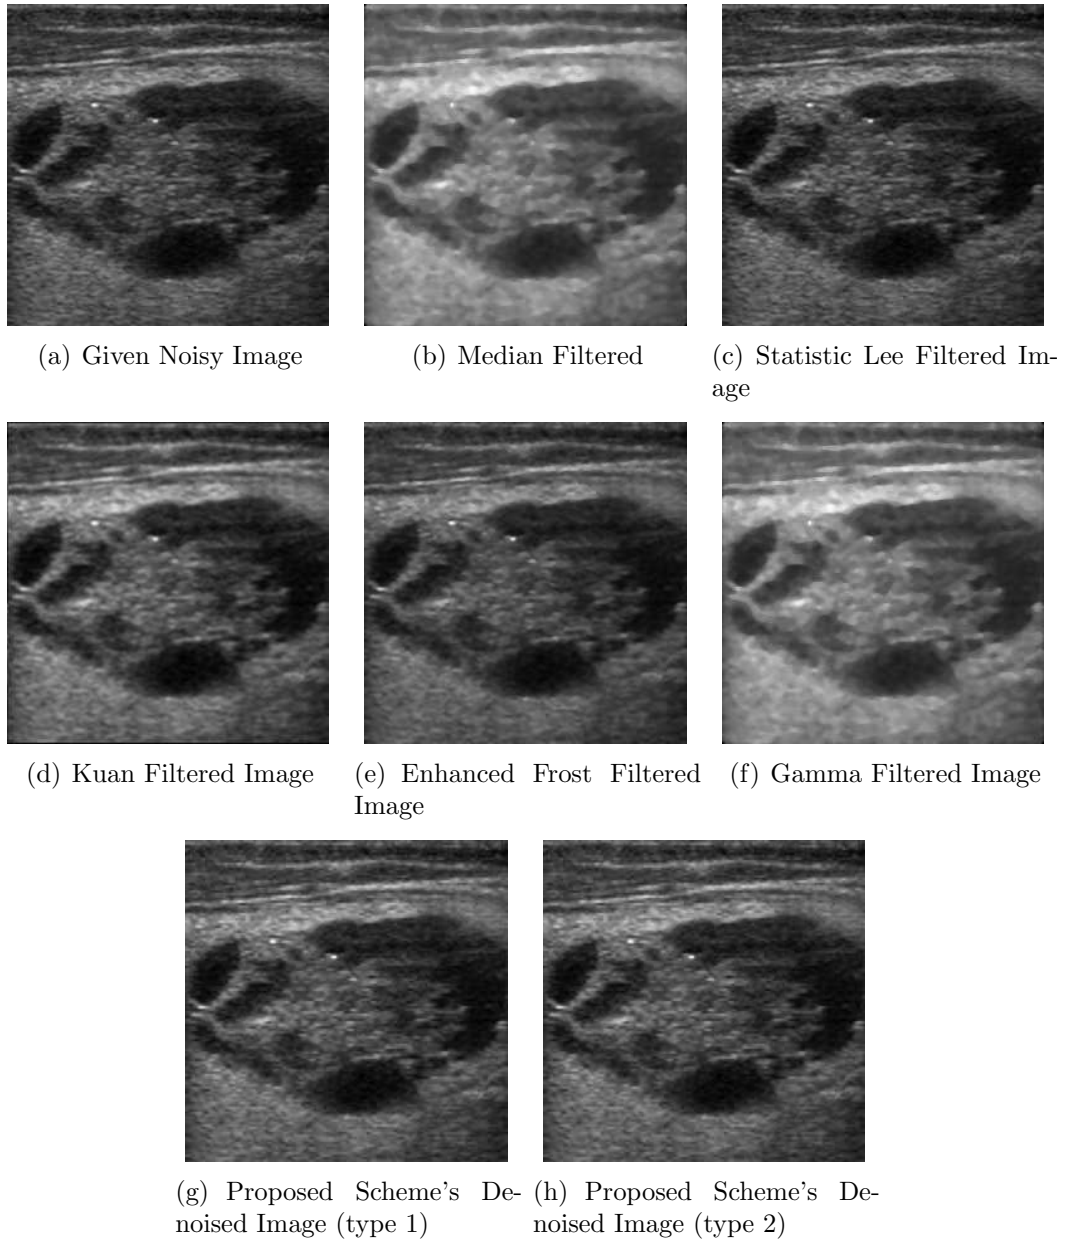 (a) Given Noisy Image
(b) Median Filtered
(c) Statistic Lee Filtered Im-
age
(d) Kuan Filtered Image
(e) Enhanced Frost Filtered
Image
(f) Gamma Filtered Image
(g) Proposed Scheme's De-
noised Image (type 1)
(h) Proposed Scheme's De-
noised Image (type 2)